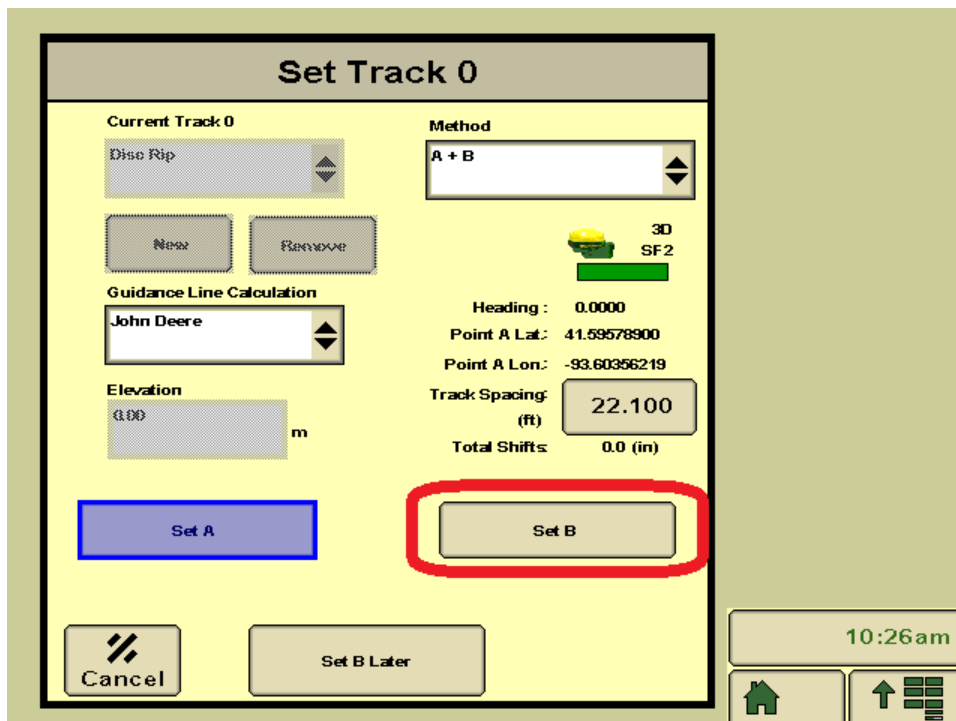 Set Track 0
Current Track 0
Disc Rip
Method
A + B
New
Remove
3D
SF2
Guidance Line Calculation
John Deere
Heading : 0.0000
Point A Lat.: 41.59578900
Point A Lon.: -93.60356219
Elevation
0.00
m
Track Spacing:
(ft)
22.100
Total Shifts: 0.0 (in)
Set A
Set B
Cancel
Set B Later
10:26am